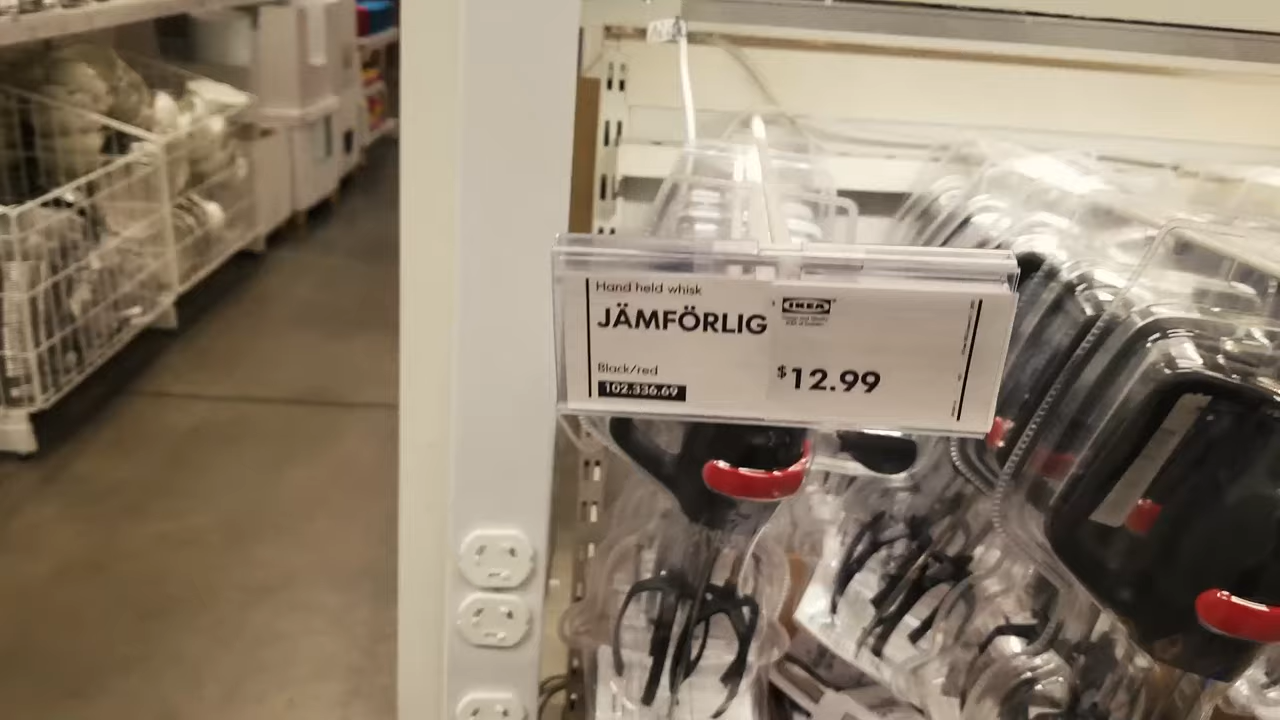 Hand held whisk
JÄMFÖRLIG
IKEA
Black/red
102.336.69
$12.99